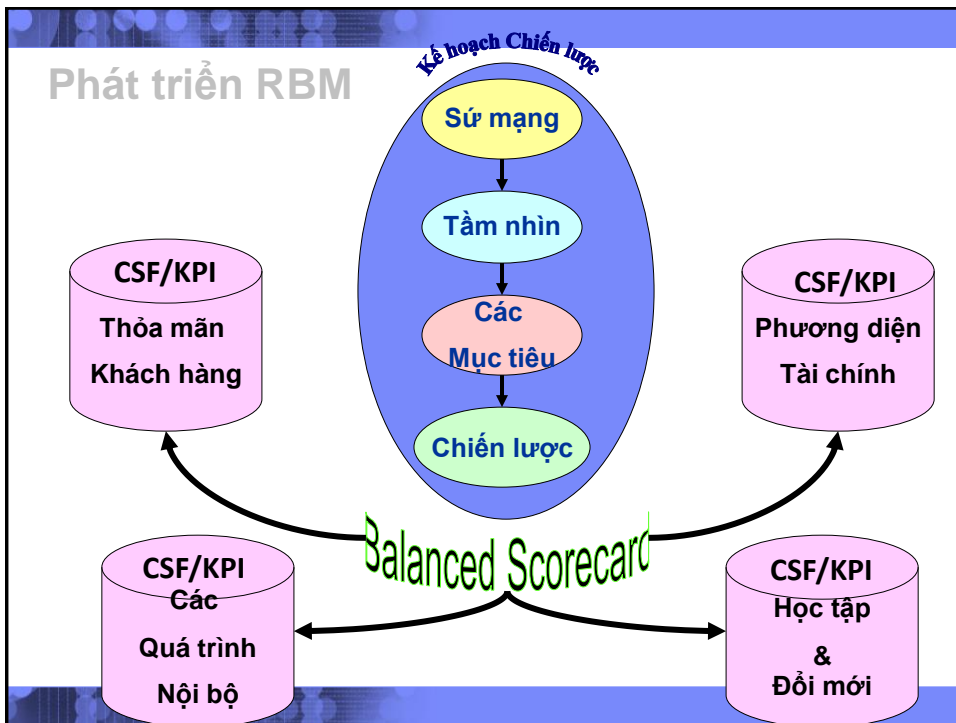 Kế hoạch Chiến lược
Phát triển RBM
Sứ mạng
Tầm nhìn
Các
Mục tiêu
Chiến lược
CSF/KPI
Thỏa mãn
Khách hàng
CSF/KPI
Phương diện
Tài chính
Balanced Scorecard
CSF/KPI
Các
Quá trình
Nội bộ
CSF/KPI
Học tập
&
Đổi mới